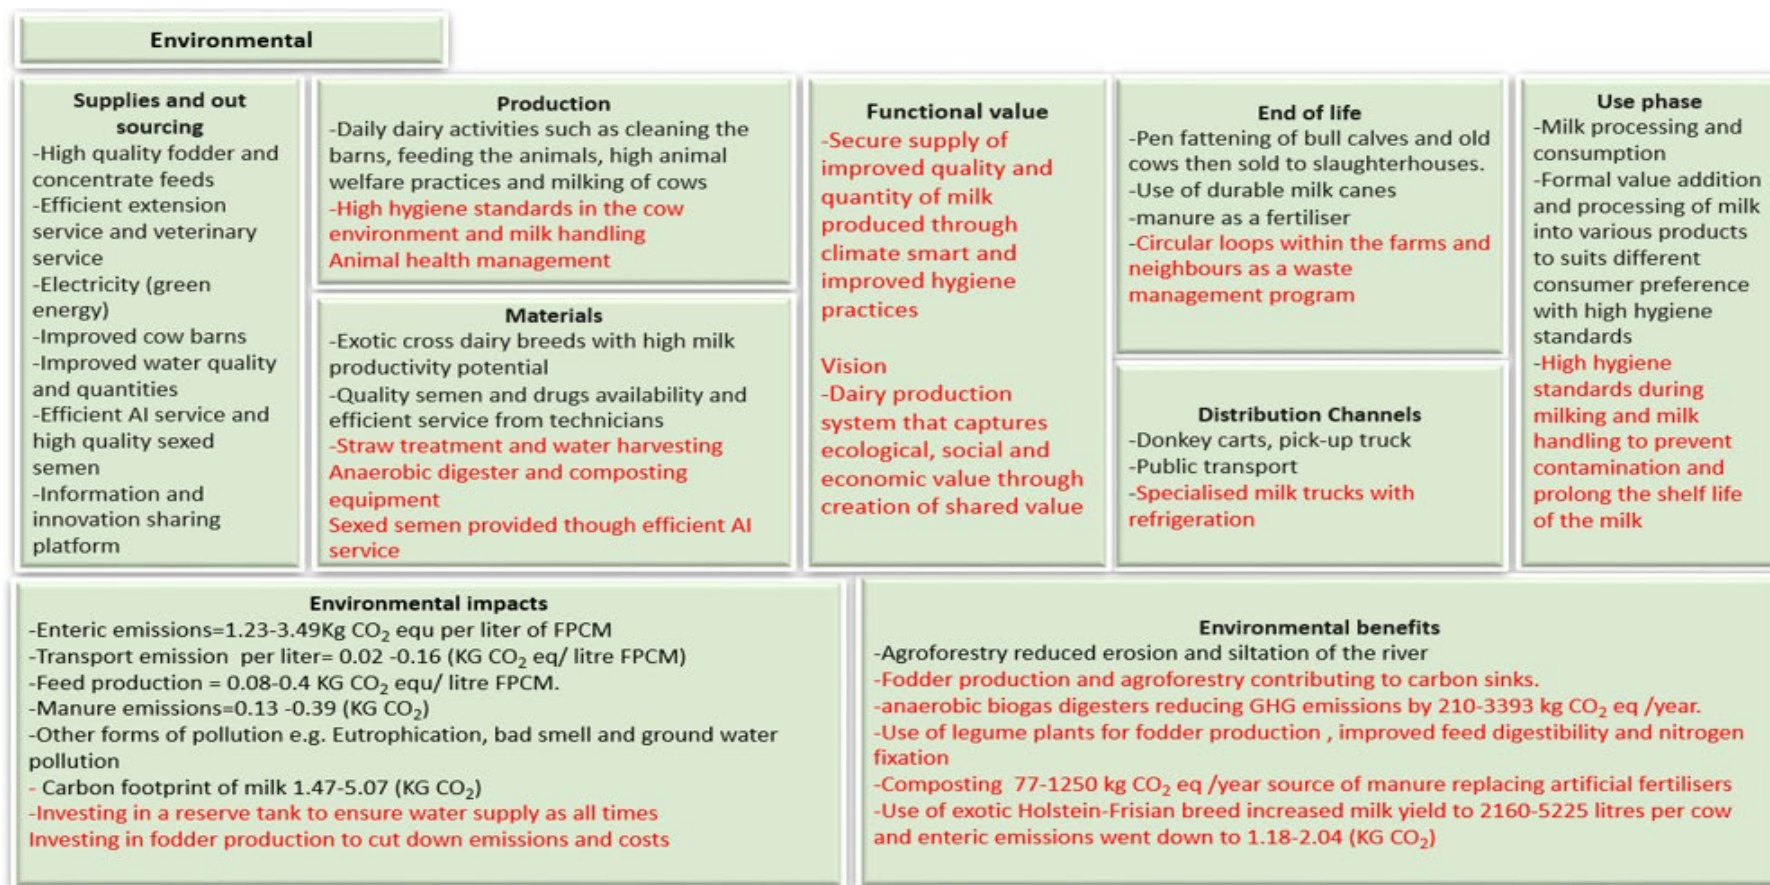 Environmental
Supplies and out
sourcing
-High quality fodder and
concentrate feeds
-Efficient extension
service and veterinary
service
-Electricity (green
energy)
-Improved cow barns
-Improved water quality
and quantities
-Efficient AI service and
high quality sexed
semen
-Information and
innovation sharing
platform
Production
-Daily dairy activities such as cleaning the
barns, feeding the animals, high animal
welfare practices and milking of cows
-High hygiene standards in the cow
environment and milk handling
Animal health management
Materials
-Exotic cross dairy breeds with high milk
productivity potential
-Quality semen and drugs availability and
efficient service from technicians
-Straw treatment and water harvesting
Anaerobic digester and composting
equipment
Sexed semen provided though efficient AI
service
Functional value
-Secure supply of
improved quality and
quantity of milk
produced through
climate smart and
improved hygiene
practices
Vision
-Dairy production
system that captures
ecological, social and
economic value through
creation of shared value
End of life
-Pen fattening of bull calves and old
cows then sold to slaughterhouses.
-Use of durable milk canes
-manure as a fertiliser
-Circular loops within the farms and
neighbours as a waste
management program
Distribution Channels
-Donkey carts, pick-up truck
-Public transport
-Specialised milk trucks with
refrigeration
Use phase
-Milk processing and
consumption
-Formal value addition
and processing of milk
into various products
to suits different
consumer preference
with high hygiene
standards
-High hygiene
standards during
milking and milk
handling to prevent
contamination and
prolong the shelf life
of the milk
Environmental impacts
-Enteric emissions=1.23-3.49Kg CO₂ equ per liter of FPCM
-Transport emission per liter= 0.02 -0.16 (KG CO₂ eq/ litre FPCM)
-Feed production = 0.08-0.4 KG CO₂ equ/ litre FPCM.
-Manure emissions=0.13 -0.39 (KG CO₂)
-Other forms of pollution e.g. Eutrophication, bad smell and ground water
pollution
- Carbon footprint of milk 1.47-5.07 (KG CO₂)
-Investing in a reserve tank to ensure water supply as all times
Investing in fodder production to cut down emissions and costs
Environmental benefits
-Agroforestry reduced erosion and siltation of the river
-Fodder production and agroforestry contributing to carbon sinks.
-anaerobic biogas digesters reducing GHG emissions by 210-3393 kg CO₂ eq /year.
-Use of legume plants for fodder production , improved feed digestibility and nitrogen
fixation
-Composting 77-1250 kg CO₂ eq /year source of manure replacing artificial fertilisers
-Use of exotic Holstein-Frisian breed increased milk yield to 2160-5225 litres per cow
and enteric emissions went down to 1.18-2.04 (KG CO₂)